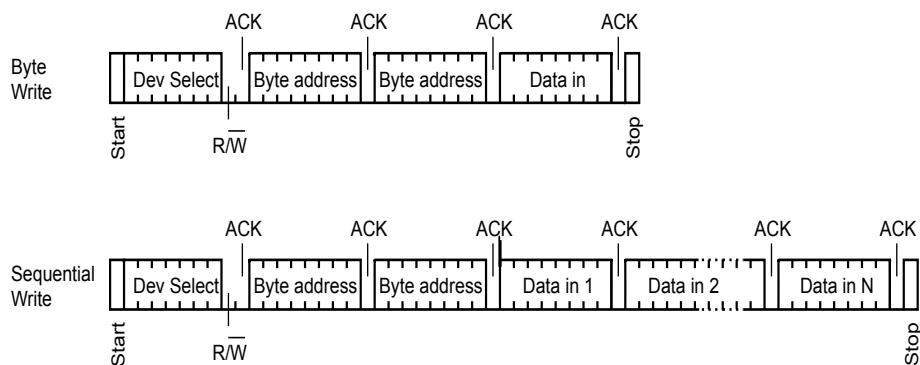 ACK ACK ACK ACK
Byte
Write
Dev Select Byte address Byte address Data in
Start
R/W̅
Stop
ACK ACK ACK ACK ACK ACK
Sequential
Write
Dev Select Byte address Byte address Data in 1 Data in 2 Data in N
Start
R/W̅
Stop